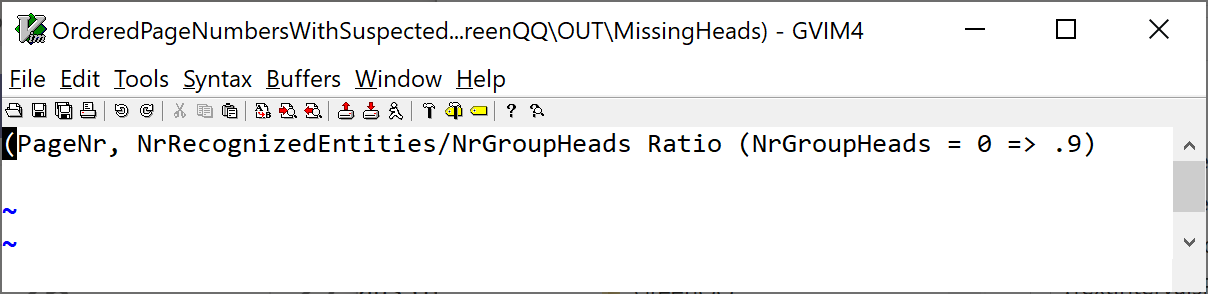 OrderedPageNumbersWithSuspected...reenQQ\OUT\MissingHeads) - GVIM4
File Edit Tools Syntax Buffers Window Help
(PageNr, NrRecognizedEntities/NrGroupHeads Ratio (NrGroupHeads = 0 => .9)
~
~